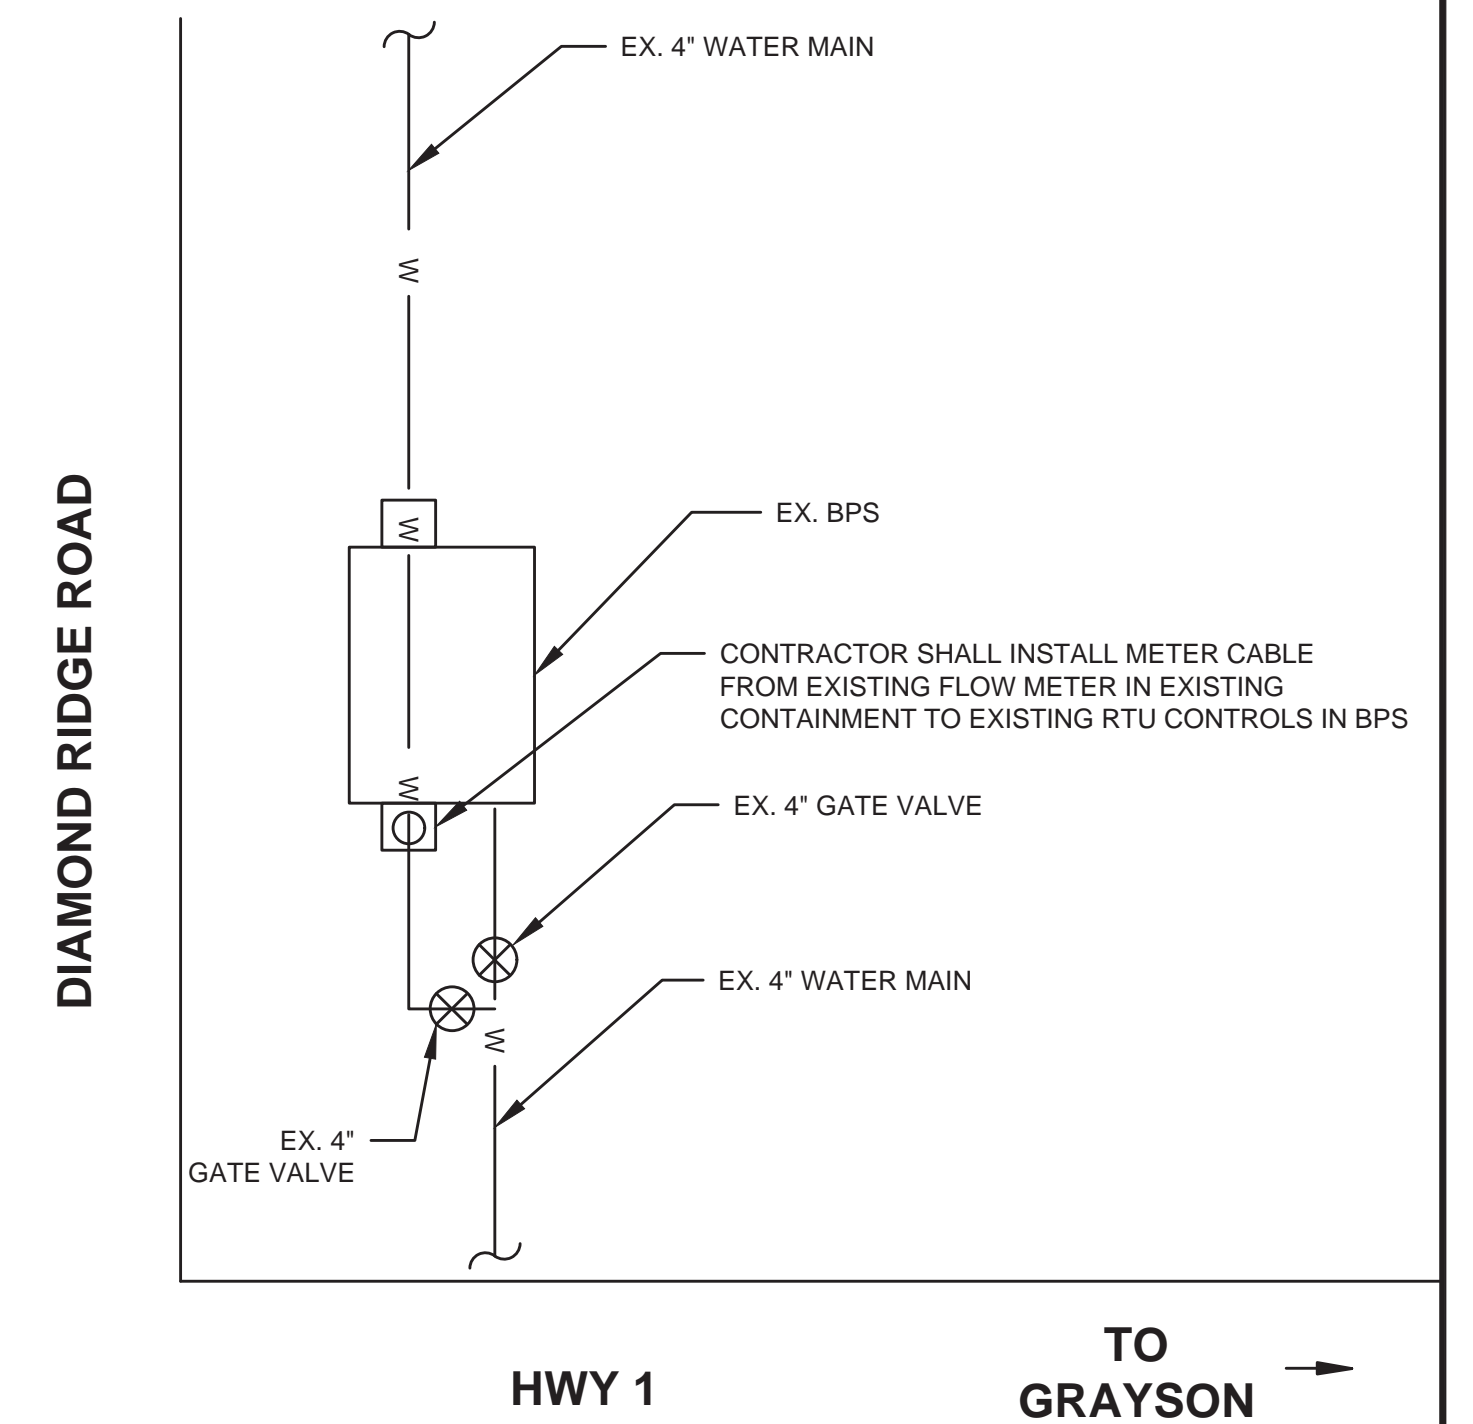 EX. 4" WATER MAIN
W
DIAMOND RIDGE ROAD
W
EX. BPS
CONTRACTOR SHALL INSTALL METER CABLE
FROM EXISTING FLOW METER IN EXISTING
CONTAINMENT TO EXISTING RTU CONTROLS IN BPS
W
EX. 4" GATE VALVE
EX. 4" WATER MAIN
W
EX. 4"
GATE VALVE
HWY 1
TO
GRAYSON